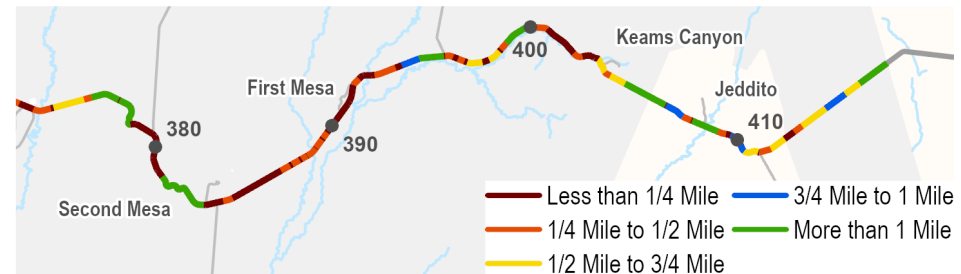 400
Keams Canyon
First Mesa
Jeddito
380
410
390
Second Mesa
Less than 1/4 Mile
3/4 Mile to 1 Mile
1/4 Mile to 1/2 Mile
More than 1 Mile
1/2 Mile to 3/4 Mile